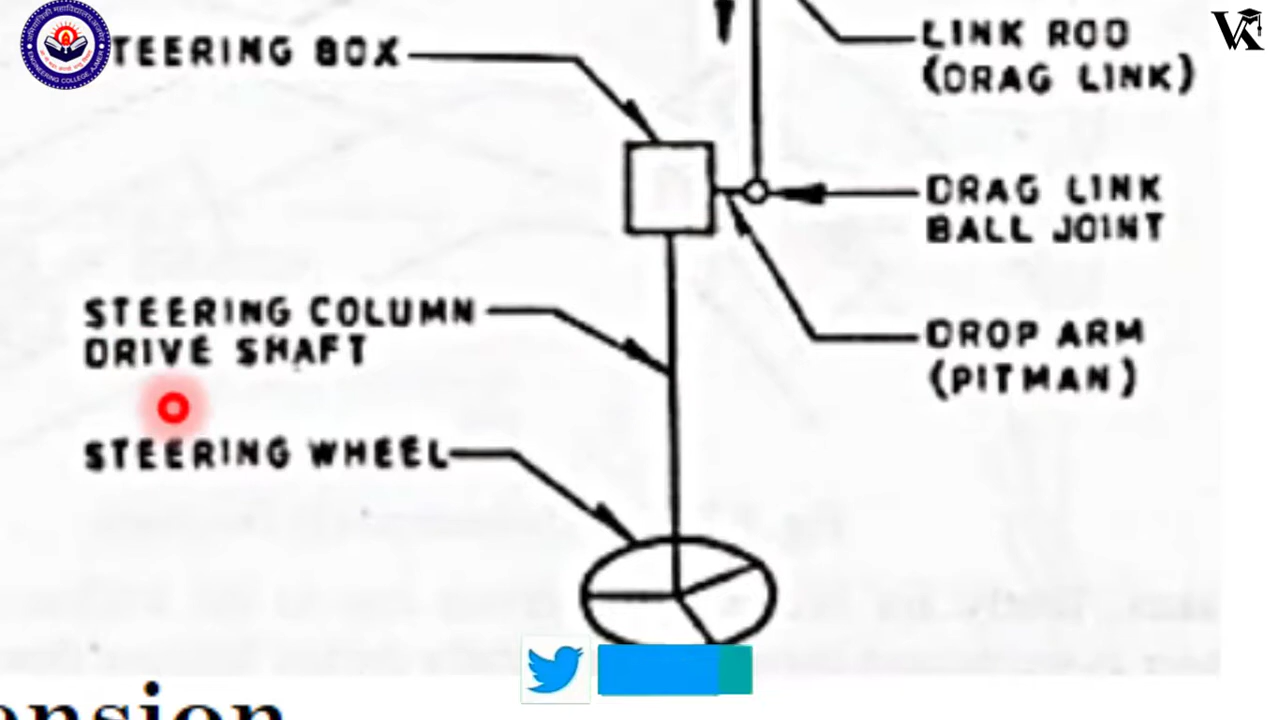 TEERING BOX
LINK ROD
(DRAG LINK)
DRAG LINK
BALL JOINT
STEERING COLUMN
DRIVE SHAFT
DROP ARM
(PITMAN)
STEERING WHEEL
ension
VK